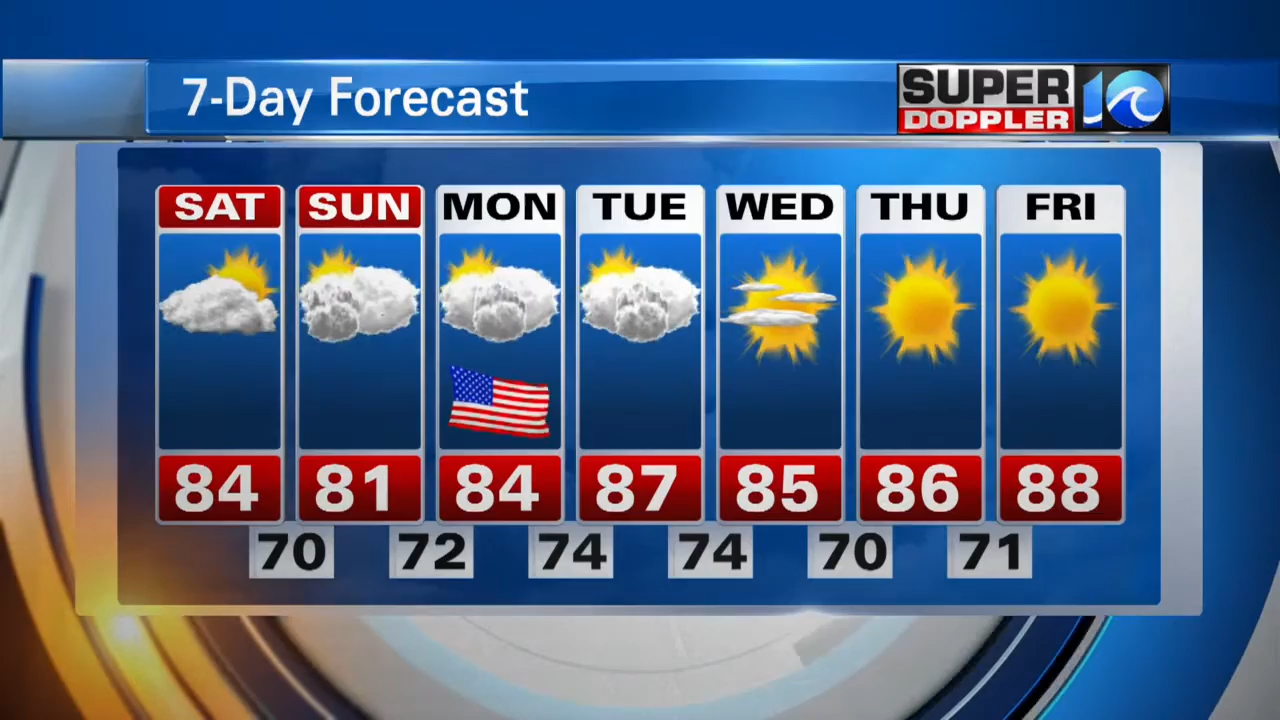 7-Day Forecast
SUPER
DOPPLER
10
SAT SUN MON TUE WED THU FRI
84 81 84 87 85 86 88
70 72 74 74 70 71